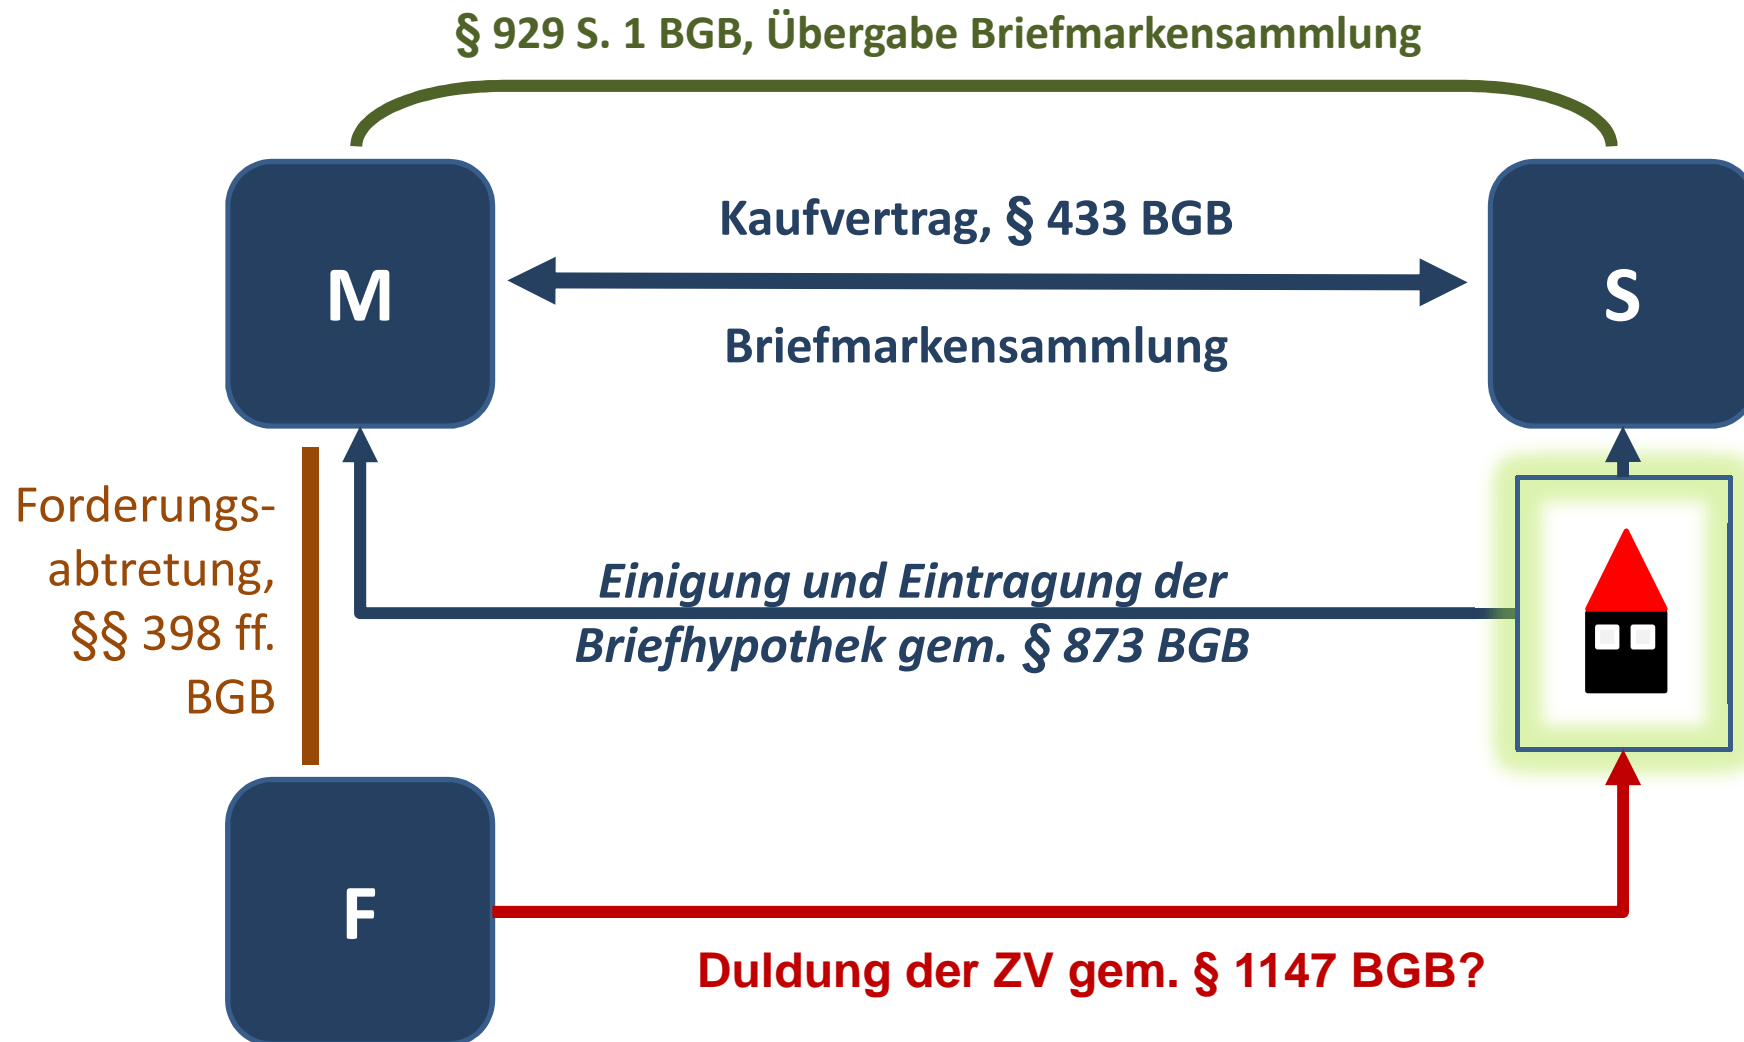 § 929 S. 1 BGB, Übergabe Briefmarkensammlung
M
Kaufvertrag, § 433 BGB
S
Briefmarkensammlung
Forderungs-
abtretung,
§§ 398 ff.
BGB
Einigung und Eintragung der
Briefhypothek gem. § 873 BGB
F
Duldung der ZV gem. § 1147 BGB?